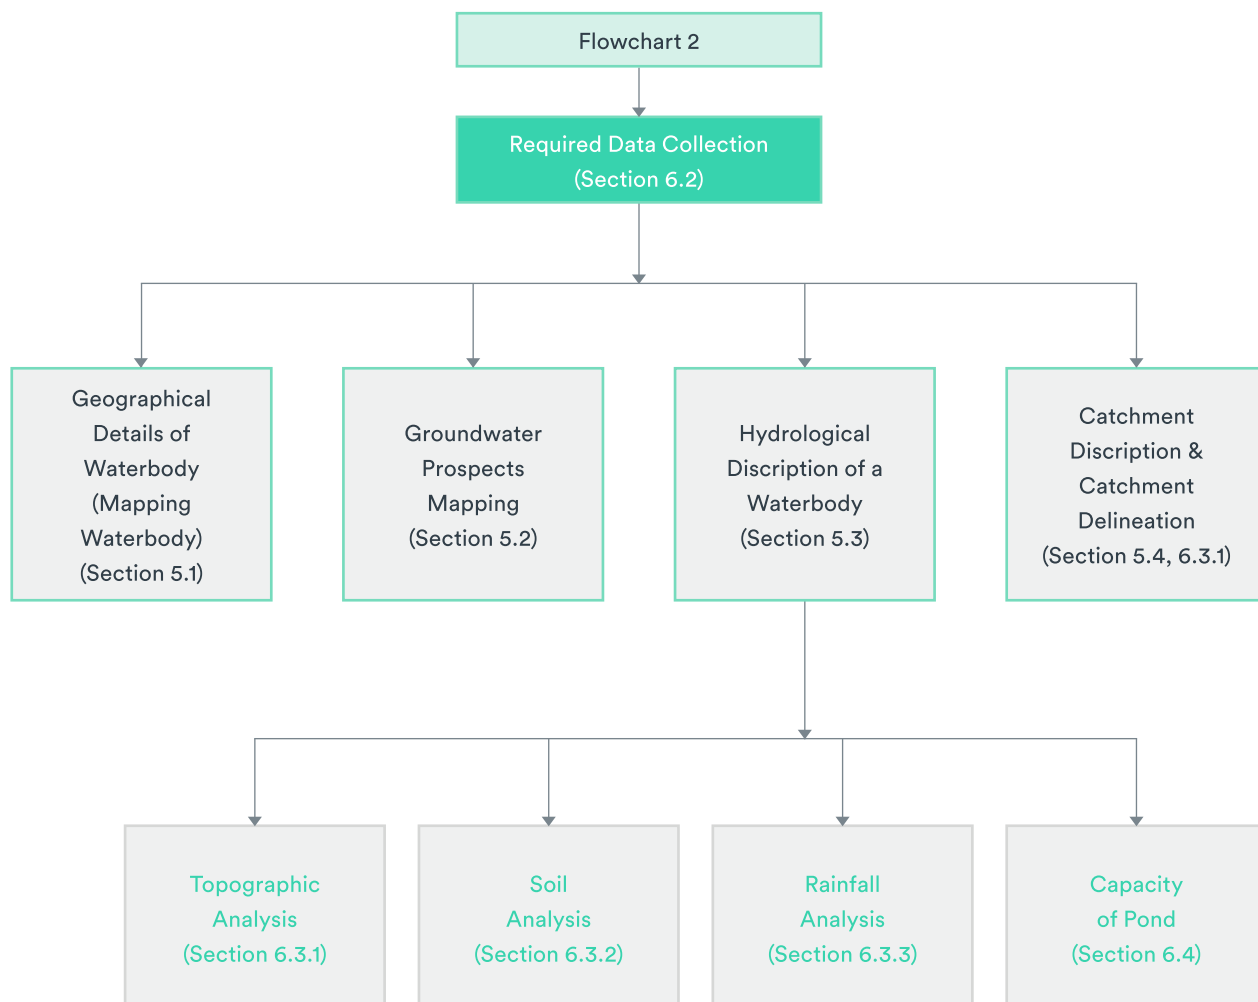 Flowchart 2
Required Data Collection
(Section 6.2)
Geographical
Details of
Waterbody
(Mapping
Waterbody)
(Section 5.1)
Groundwater
Prospects
Mapping
(Section 5.2)
Hydrological
Discription of a
Waterbody
(Section 5.3)
Catchment
Discription &
Catchment
Delineation
(Section 5.4, 6.3.1)
Topographic
Analysis
(Section 6.3.1)
Soil
Analysis
(Section 6.3.2)
Rainfall
Analysis
(Section 6.3.3)
Capacity
of Pond
(Section 6.4)